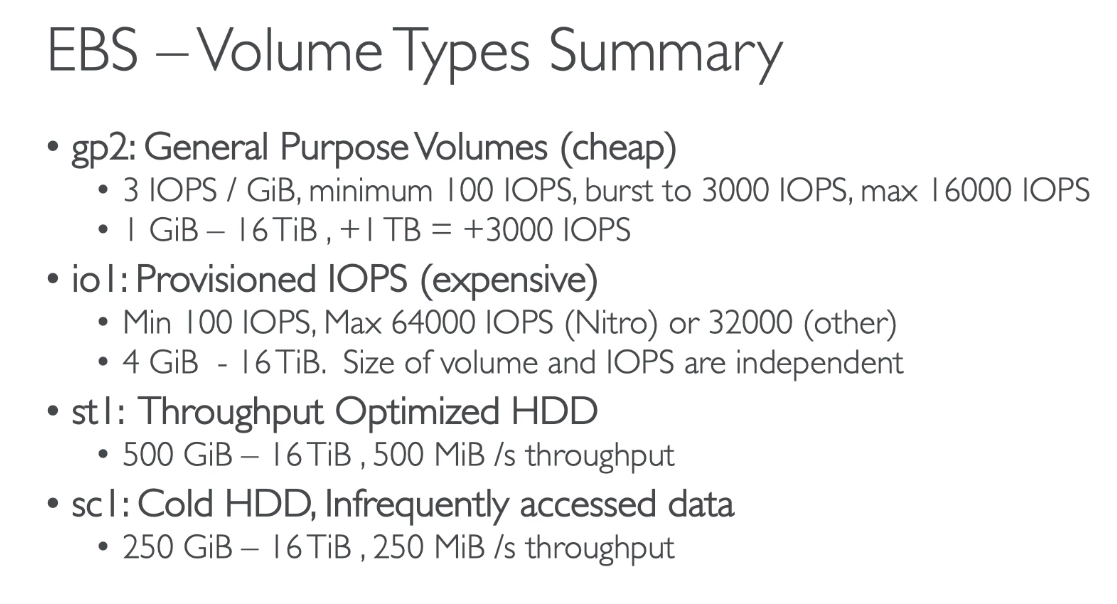 EBS – Volume Types Summary
• gp2: General Purpose Volumes (cheap)
• 3 IOPS / GiB, minimum 100 IOPS, burst to 3000 IOPS, max 16000 IOPS
• 1 GiB – 16 TiB , +1 TB = +3000 IOPS
• io1: Provisioned IOPS (expensive)
• Min 100 IOPS, Max 64000 IOPS (Nitro) or 32000 (other)
• 4 GiB - 16 TiB. Size of volume and IOPS are independent
• st1: Throughput Optimized HDD
• 500 GiB – 16 TiB , 500 MiB /s throughput
• sc1: Cold HDD, Infrequently accessed data
• 250 GiB – 16 TiB , 250 MiB /s throughput